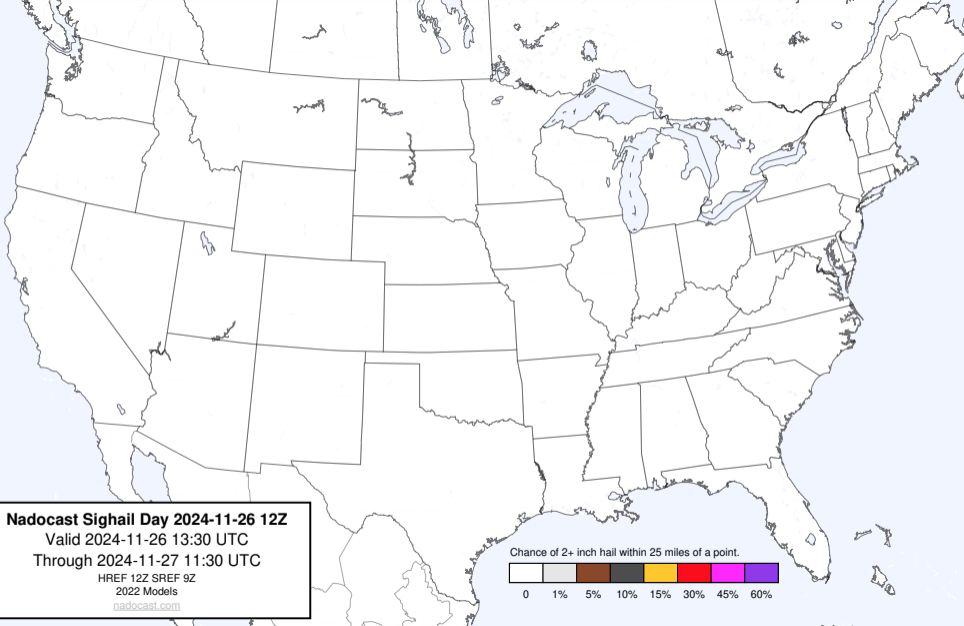 Nadocast Sighail Day 2024-11-26 12Z
Valid 2024-11-26 13:30 UTC
Through 2024-11-27 11:30 UTC
HREF 12Z SREF 9Z
2022 Models
nadocast.com
Chance of 2+ inch hail within 25 miles of a point.
0 1% 5% 10% 15% 30% 45% 60%